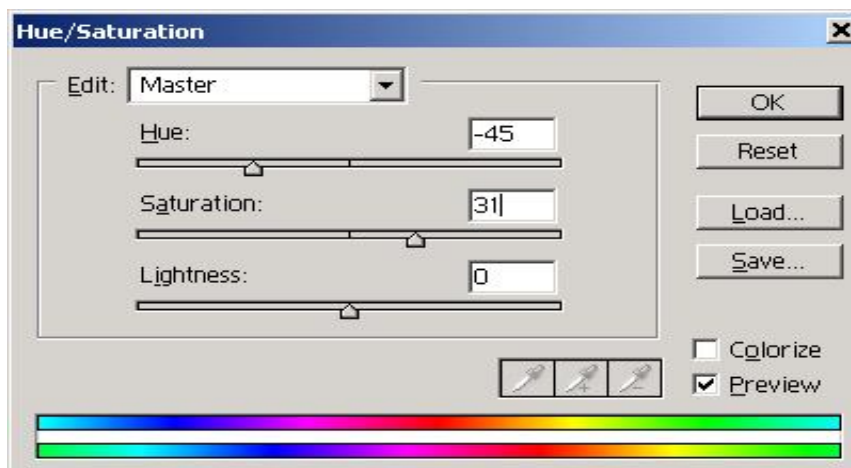 Hue/Saturation
Edit: Master
Hue: -45
Saturation: 31
Lightness: 0
OK
Reset
Load...
Save...
Colorize
Preview